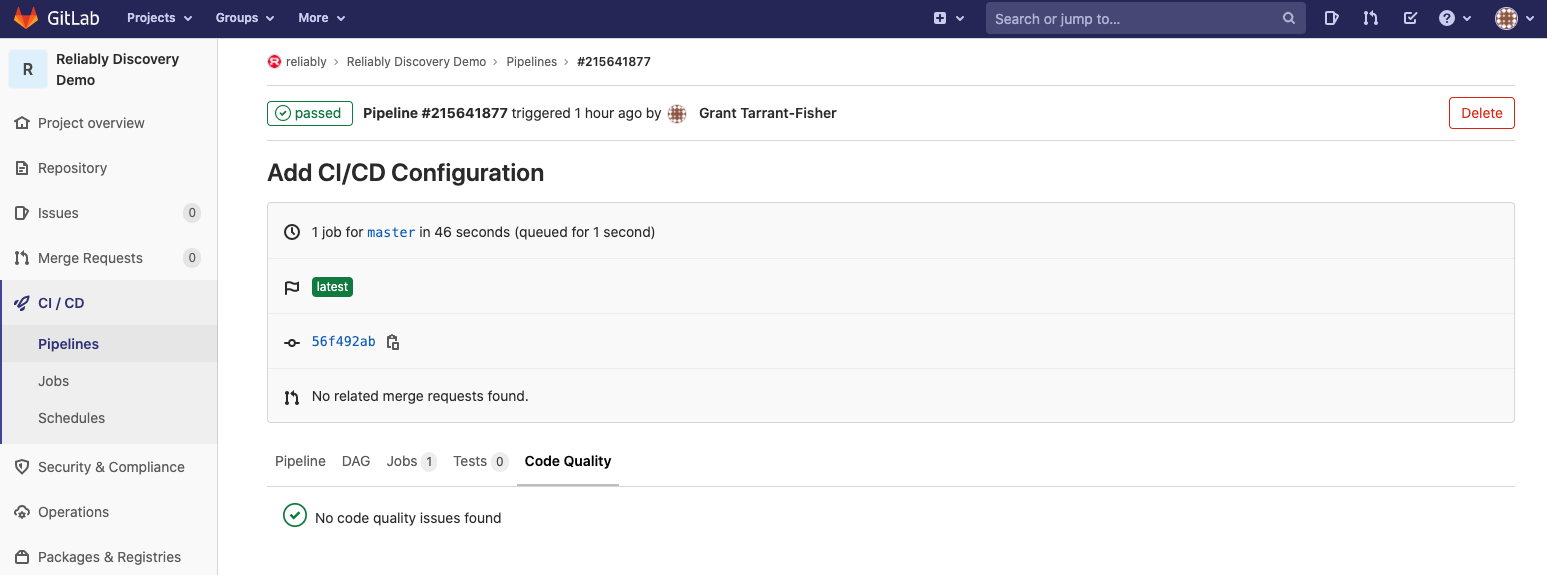 GitLab Projects Groups More Search or jump to...
R Reliably Discovery Demo
Project overview
Repository
Issues 0
Merge Requests 0
CI / CD
Pipelines
Jobs
Schedules
Security & Compliance
Operations
Packages & Registries
reliably › Reliably Discovery Demo › Pipelines › #215641877
passed Pipeline #215641877 triggered 1 hour ago by Grant Tarrant-Fisher Delete
Add CI/CD Configuration
1 job for master in 46 seconds (queued for 1 second)
latest
56f492ab
No related merge requests found.
Pipeline DAG Jobs 1 Tests 0 Code Quality
No code quality issues found